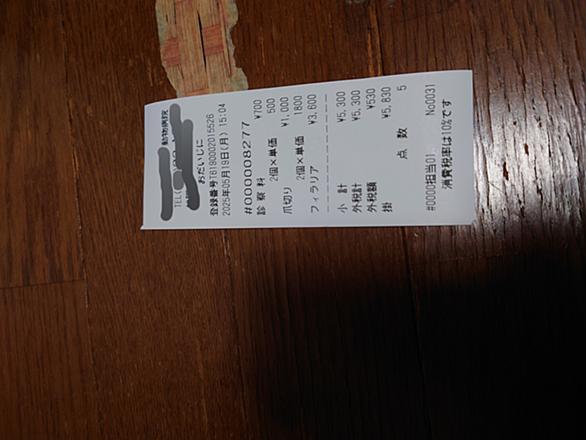 動物病院
TEL
おだいじに
登録番号T6180002015526
2025年05月19日(月) 15:04
#000008277
診察料 ¥700
2個×単価 500
爪切り ¥1,000
2個×単価 1800
フィラリア ¥3,600
小計 ¥5,300
外税計 ¥5,300
外税額 ¥530
掛 ¥5,830
点数 5
#0000担当01 No0031
消費税率は10%です